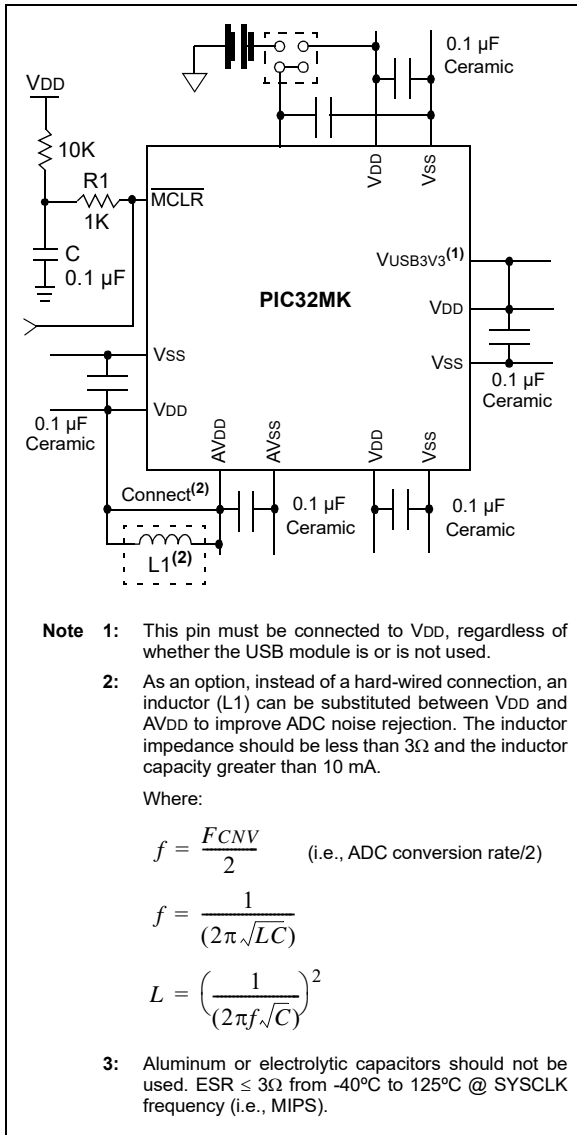 0.1 µF
Ceramic
VDD
10K
R1
1K
MCLR
C
0.1 µF
VDD
VSS
VUSB3V3(1)
PIC32MK
VDD
VSS
0.1 µF
Ceramic
VSS
VDD
0.1 µF
Ceramic
AVDD
AVSS
VDD
VSS
Connect(2)
L1(2)
0.1 µF
Ceramic
0.1 µF
Ceramic
Note 1: This pin must be connected to VDD, regardless of
whether the USB module is or is not used.
2: As an option, instead of a hard-wired connection, an
inductor (L1) can be substituted between VDD and
AVDD to improve ADC noise rejection. The inductor
impedance should be less than 3Ω and the inductor
capacity greater than 10 mA.
Where:
f = FCNV / 2 (i.e., ADC conversion rate/2)
f = 1 / (2π√LC)
L = (1 / (2πf√C))²
3: Aluminum or electrolytic capacitors should not be
used. ESR ≤ 3Ω from -40ºC to 125ºC @ SYSCLK
frequency (i.e., MIPS).